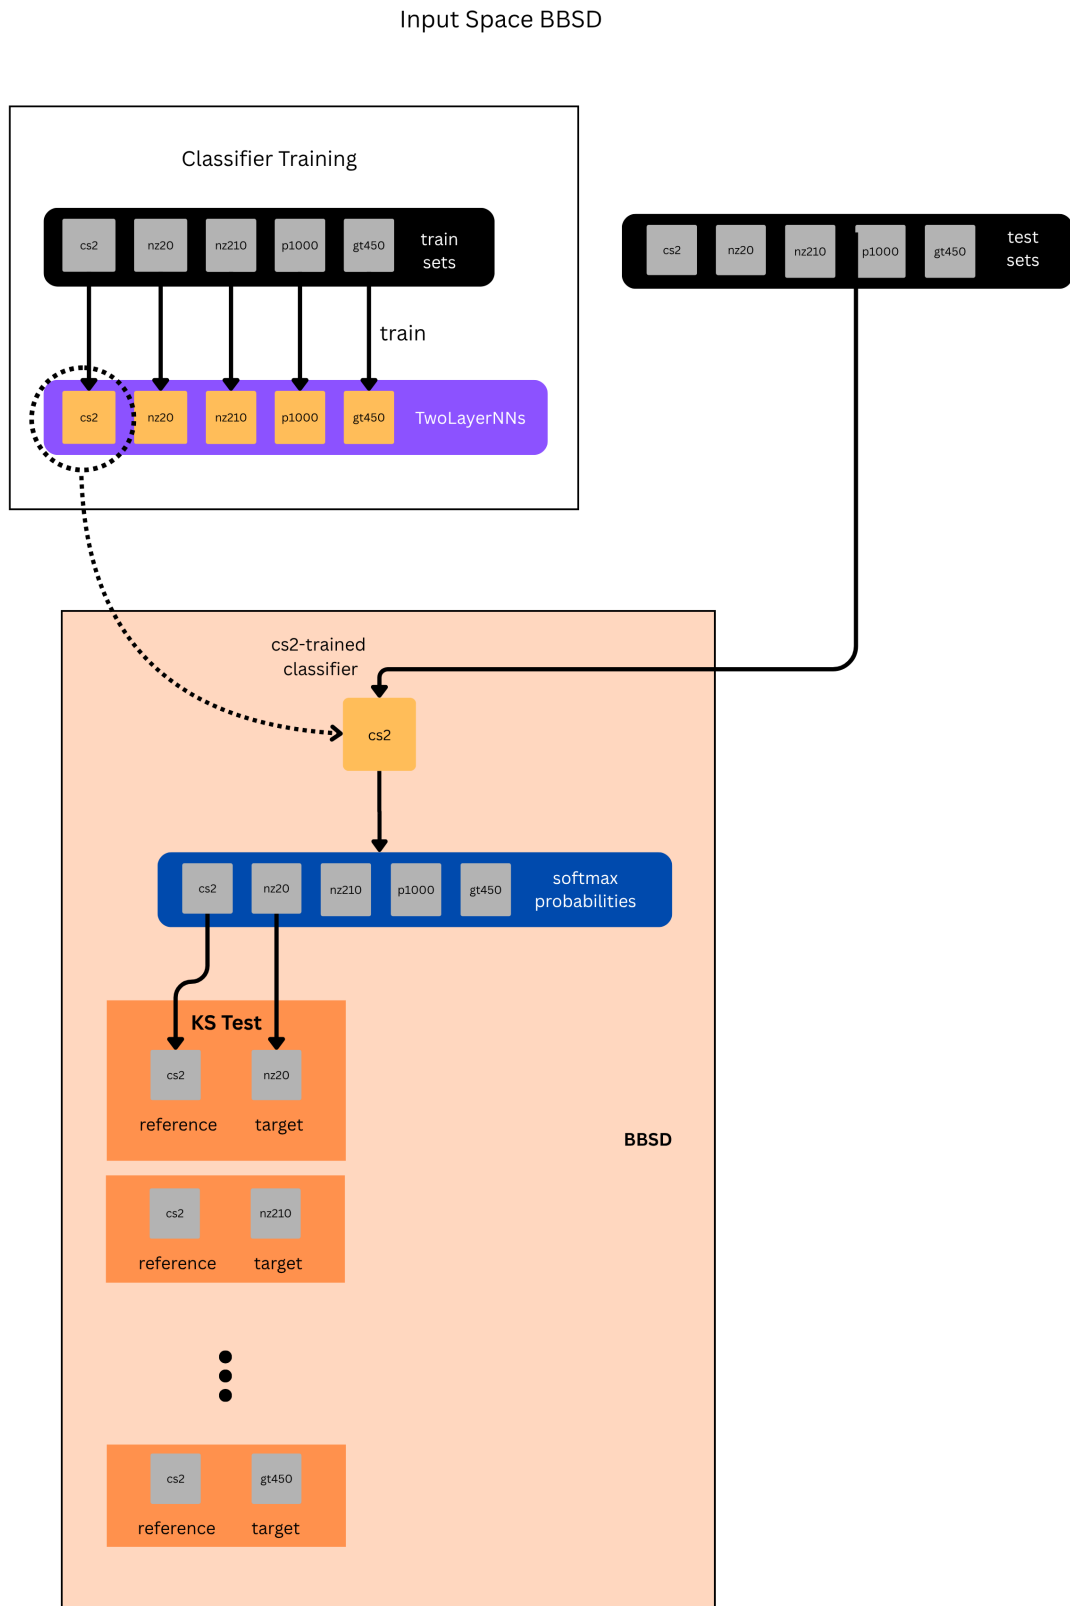 Input Space BBSD
Classifier Training
cs2 nz20 nz210 p1000 gt450
train
sets
train
cs2 nz20 nz210 p1000 gt450 TwoLayerNNs
cs2 nz20 nz210 p1000 gt450
test
sets
cs2-trained
classifier
cs2
cs2 nz20 nz210 p1000 gt450
softmax
probabilities
KS Test
cs2 nz20
reference target
BBSD
cs2 nz210
reference target
cs2 gt450
reference target